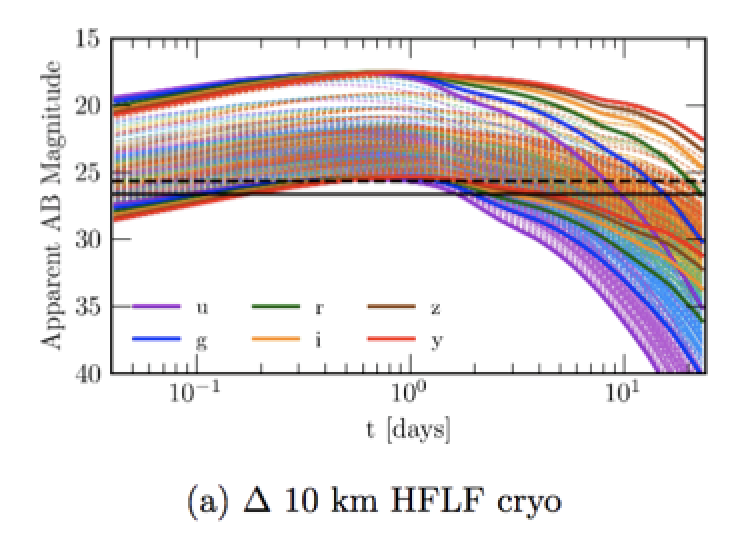 15
20
25
30
35
40
Apparent AB Magnitude
u r z
g i y
10⁻¹ 10⁰ 10¹
t [days]
(a) Δ 10 km HFLF cryo